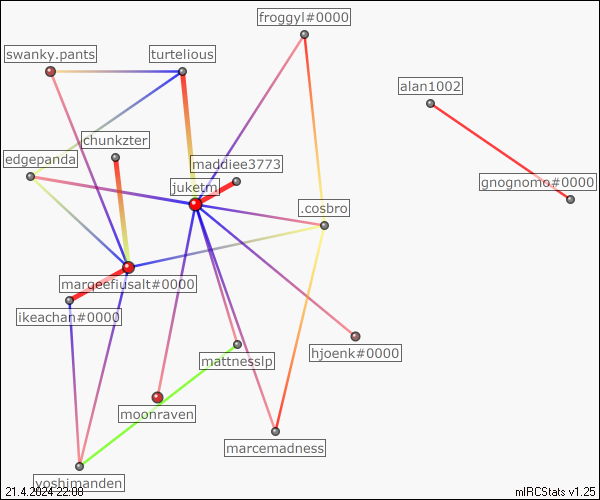 froggyl#0000
swanky.pants
turtelious
alan1002
chunkzter
edgepanda
maddiee3773
juketm
gnognomo#0000
.cosbro
margeefiusalt#0000
ikeachan#0000
mattnesslp
hjoenk#0000
moonraven
marcemadness
yoshimanden
21.4.2024 22:08
mIRCStats v1.25